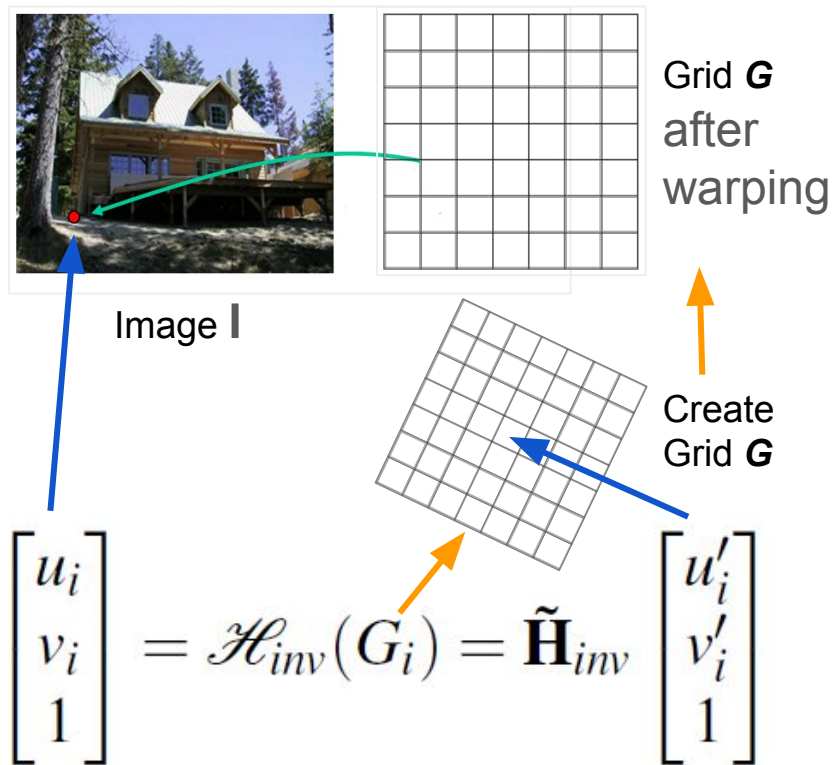 Grid G
after
warping
Image I
Create
Grid G
[u_i v_i 1] = ℋ_inv(G_i) = H̃_inv [u'_i v'_i 1]